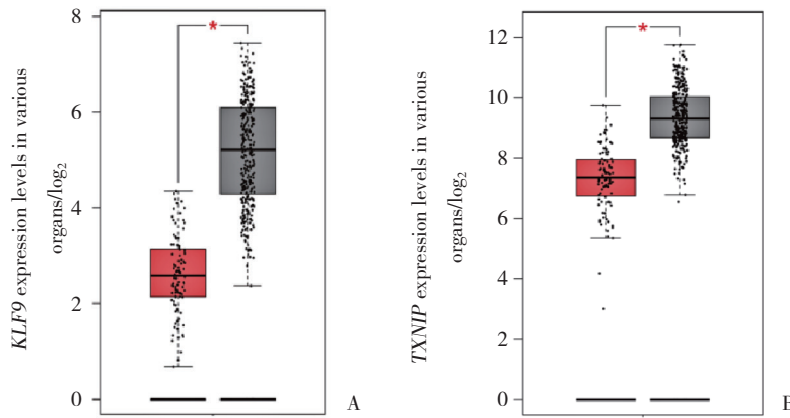 KLF9 expression levels in various
organs/log2
8
6
4
2
0
*
A
TXNIP expression levels in various
organs/log2
12
10
8
6
4
2
0
*
B